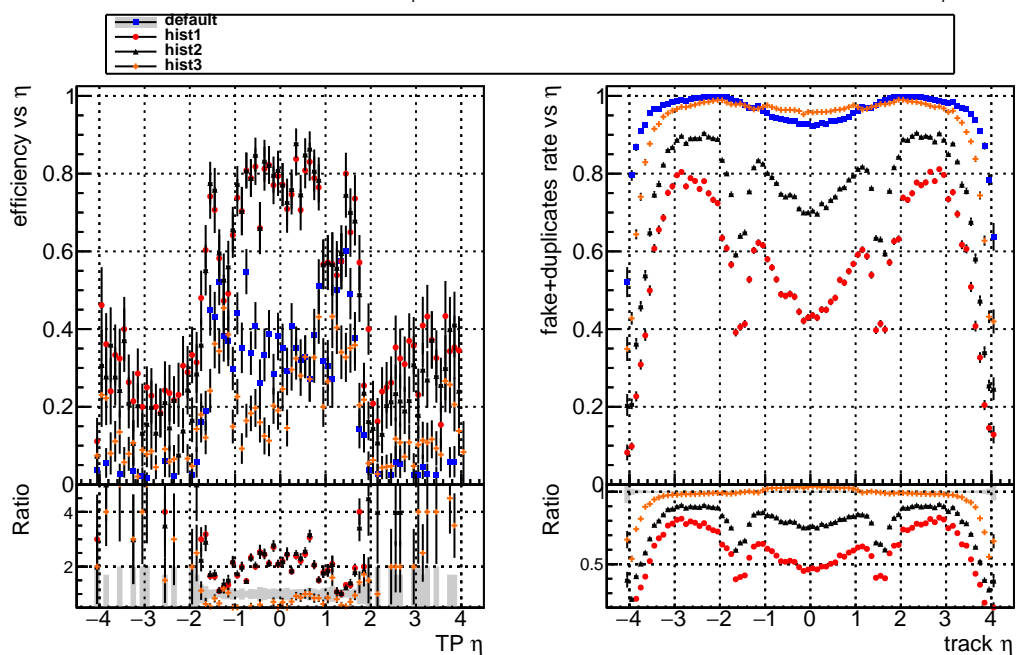 default
hist1
hist2
hist3
efficiency vs η
1
0.8
0.6
0.4
0.2
0
Ratio
4
2
−4 −3 −2 −1 0 1 2 3 4
TP η
fake+duplicates rate vs η
1
0.8
0.6
0.4
0.2
0
Ratio
1
0.5
−4 −3 −2 −1 0 1 2 3 4
track η